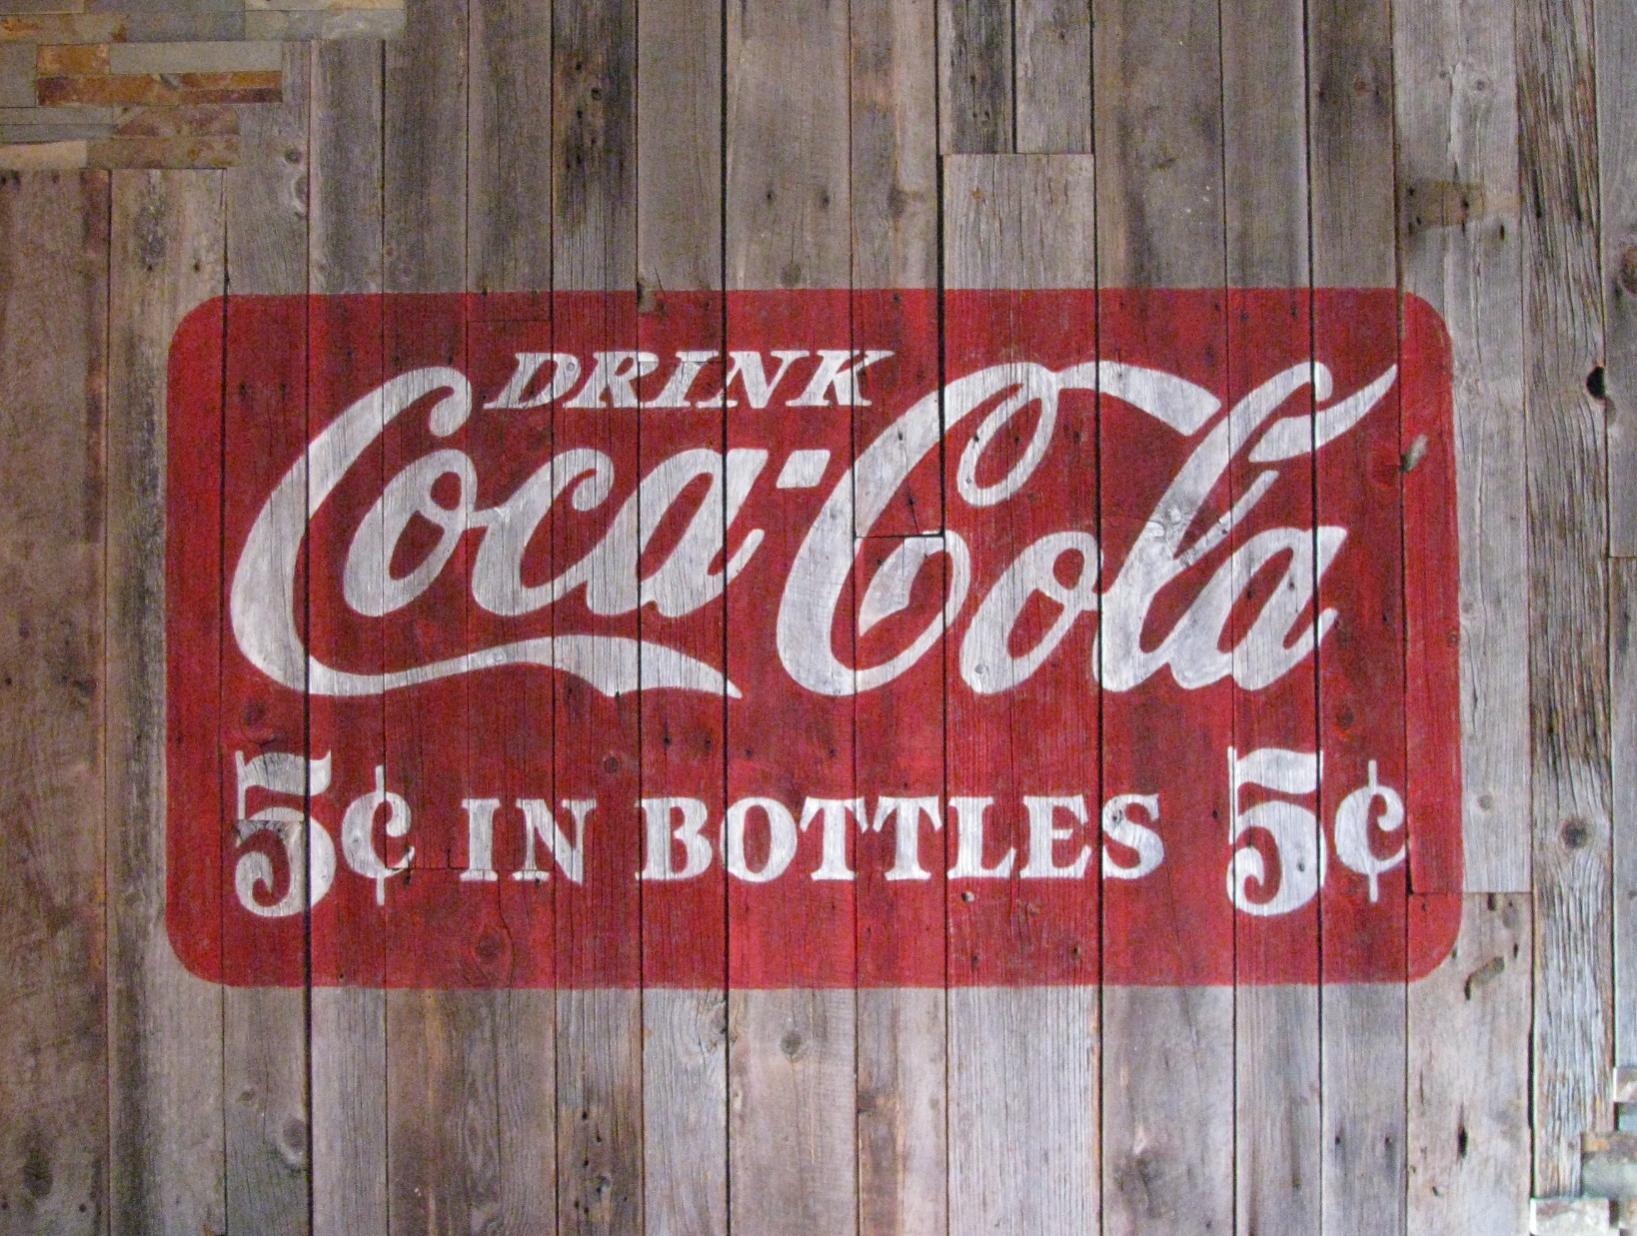 DRINK
Coca-Cola
5¢ IN BOTTLES 5¢